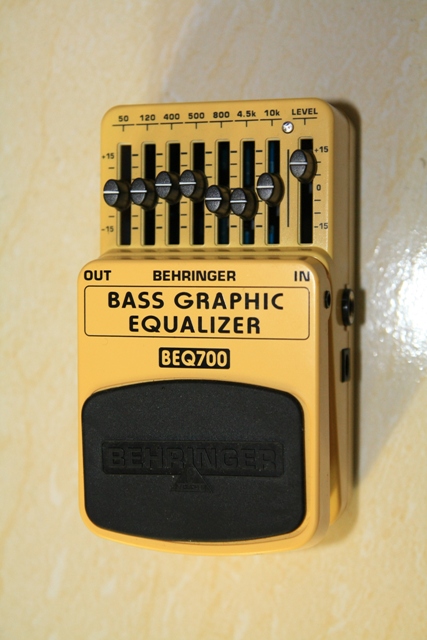 50 120 400 500 800 4.5k 10k LEVEL
+15 +15
0
-15 -15
OUT BEHRINGER IN
BASS GRAPHIC
EQUALIZER
BEQ700
BEHRINGER